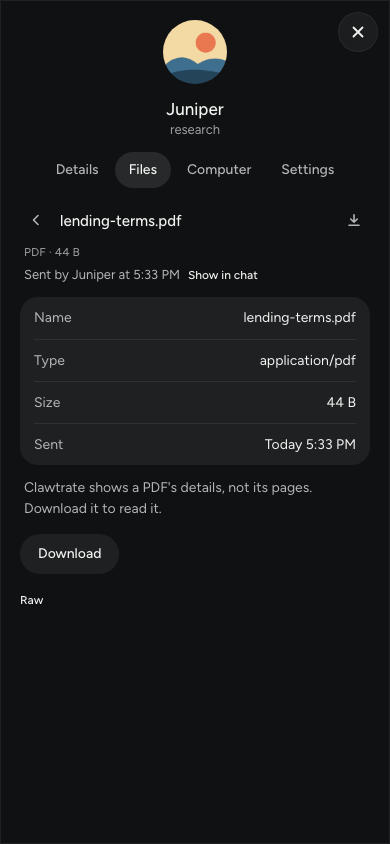 Juniper
research
Details Files Computer Settings
lending-terms.pdf
PDF · 44 B
Sent by Juniper at 5:33 PM Show in chat
Name lending-terms.pdf
Type application/pdf
Size 44 B
Sent Today 5:33 PM
Clawtrate shows a PDF's details, not its pages.
Download it to read it.
Download
Raw